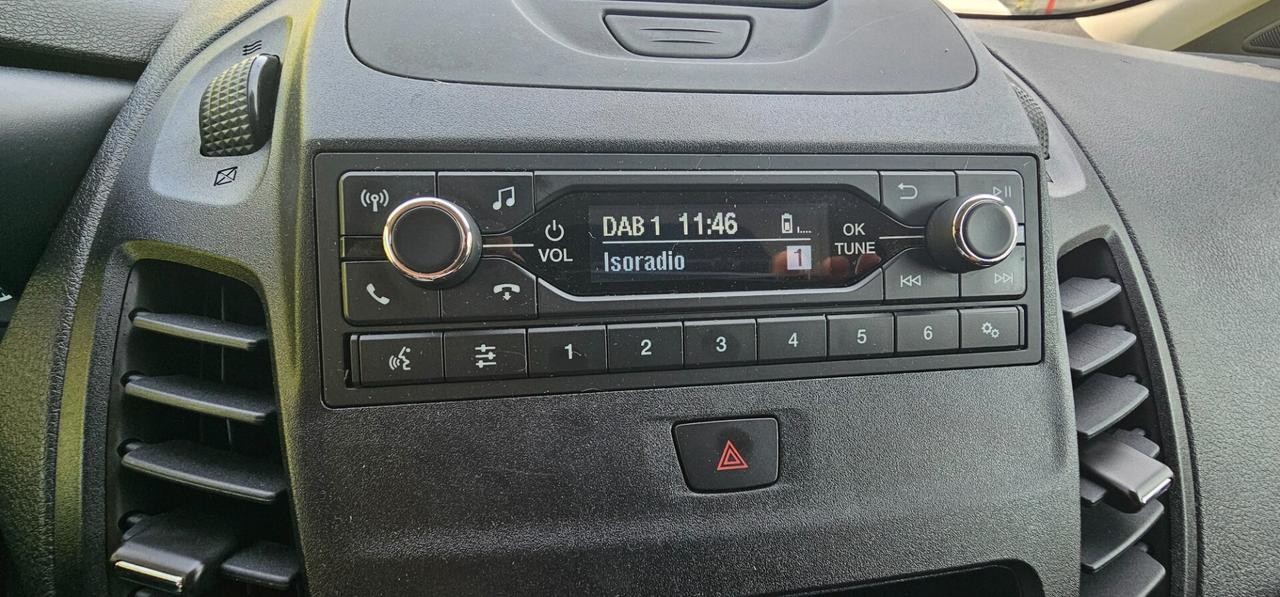 DAB 1 11:46
Isoradio 1
VOL
OK
TUNE
1 2 3 4 5 6